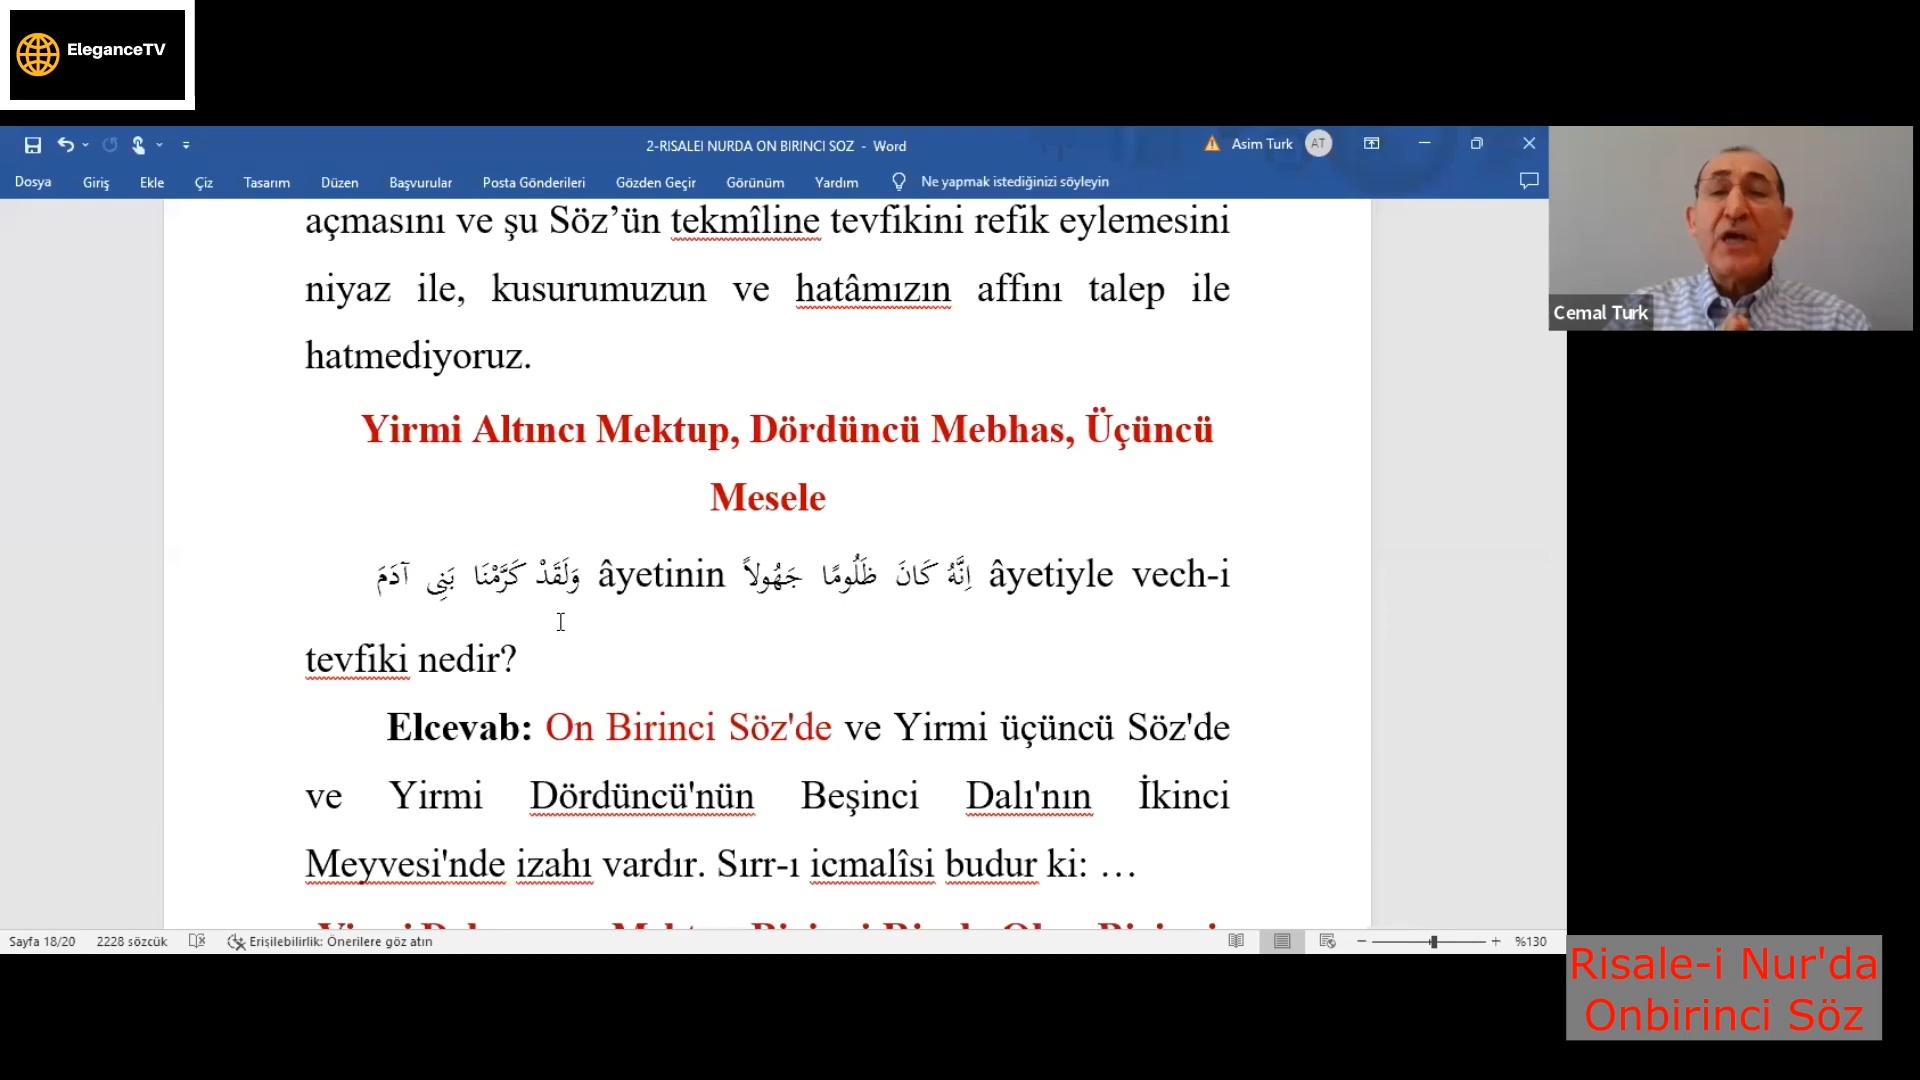 EleganceTV
2-RISALEI NURDA ON BIRINCI SOZ - Word
Asim Turk AT
Dosya Giriş Ekle Çiz Tasarım Düzen Başvurular Posta Gönderileri Gözden Geçir Görünüm Yardım Ne yapmak istediğinizi söyleyin
açmasını ve şu Söz’ün tekmîline tevfikini refik eylemesini
niyaz ile, kusurumuzun ve hatâmızın affını talep ile
hatmediyoruz.
Yirmi Altıncı Mektup, Dördüncü Mebhas, Üçüncü
Mesele
وَلَقَدْ كَرَّمْنَا بَنِى آدَمَ âyetinin اِنَّهُ كَانَ ظَلُومًا جَهُولاً âyetiyle vech-i
tevfiki nedir?
Elcevab: On Birinci Söz'de ve Yirmi üçüncü Söz'de
ve Yirmi Dördüncü'nün Beşinci Dalı'nın İkinci
Meyvesi'nde izahı vardır. Sırr-ı icmalîsi budur ki: …
Sayfa 18/20 2228 sözcük Erişilebilirlik: Önerilere göz atın %130
Cemal Turk
Risale-i Nur'da
Onbirinci Söz